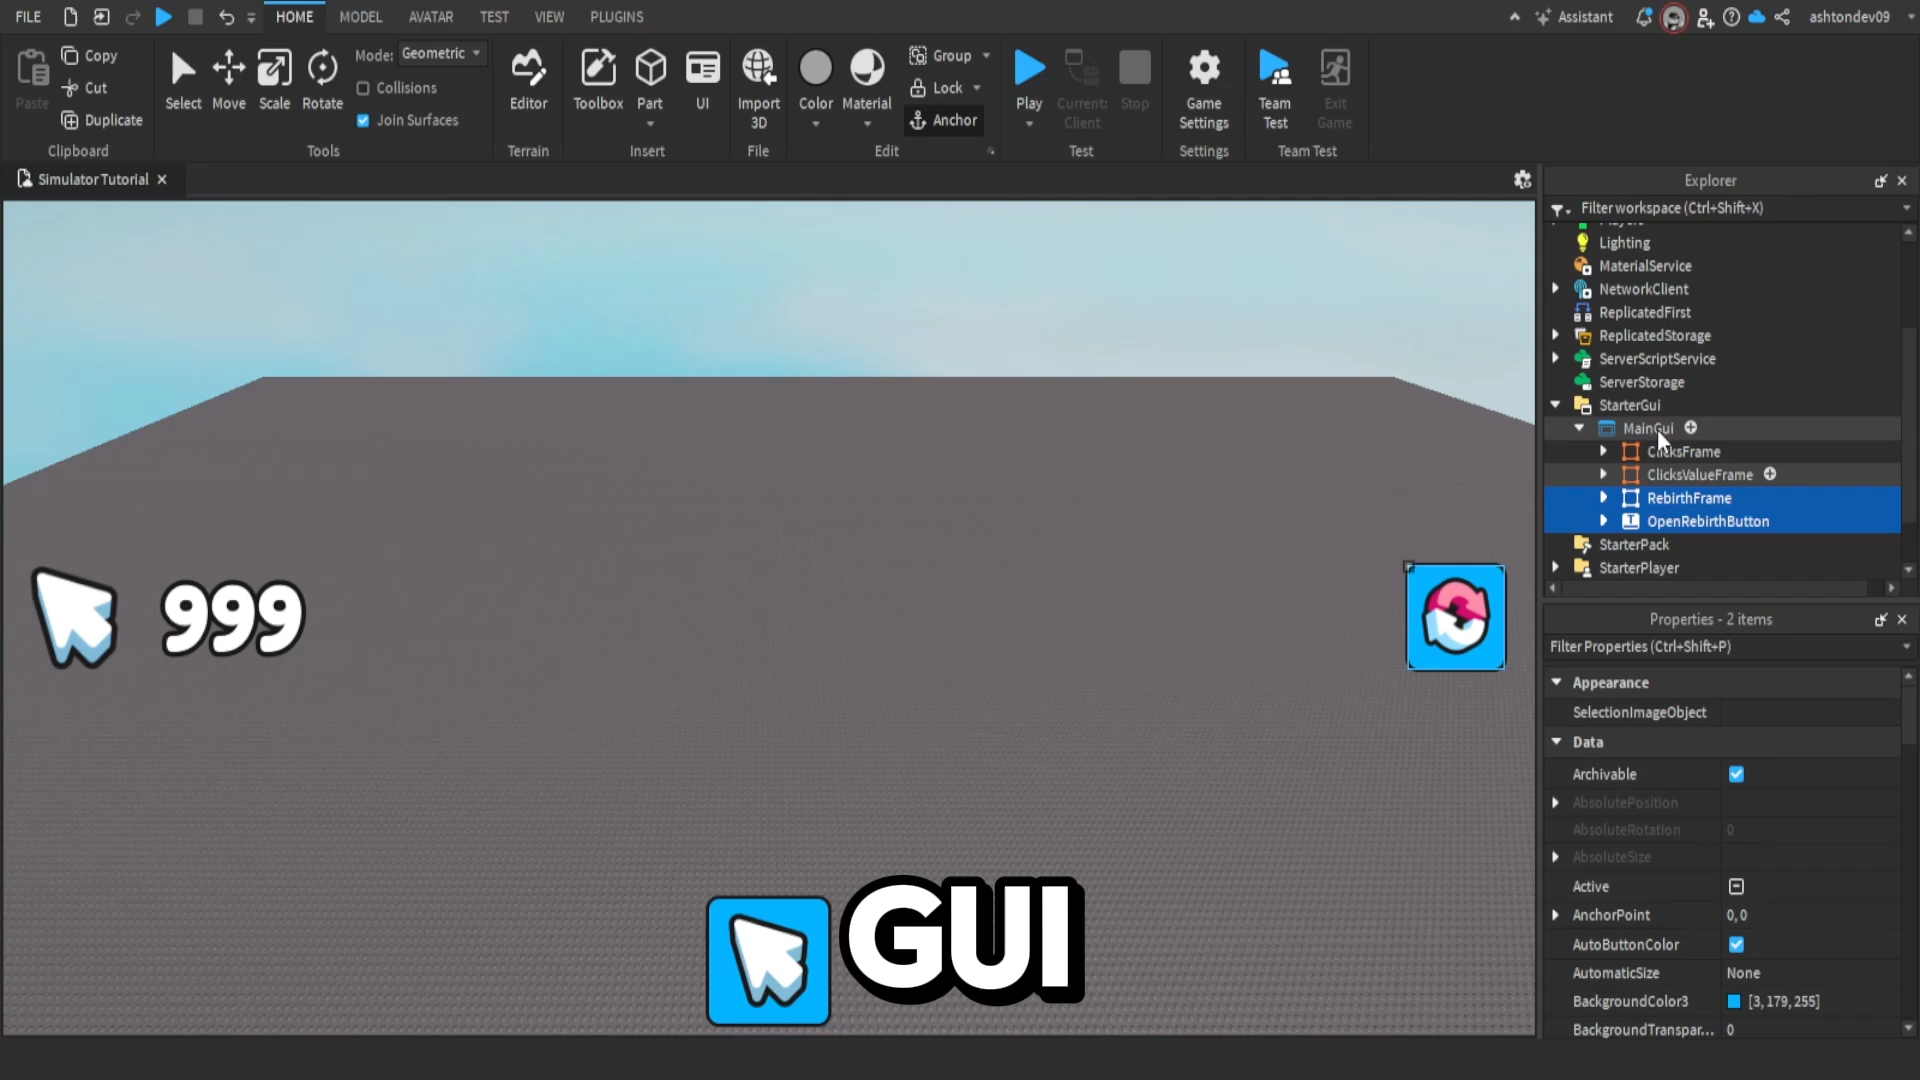 FILE HOME MODEL AVATAR TEST VIEW PLUGINS Assistant ashtondev09
Paste Copy Cut Duplicate
Clipboard
Select Move Scale Rotate
Mode: Geometric
Collisions
Join Surfaces
Tools
Editor
Terrain
Toolbox Part UI
Insert
Import 3D
File
Color Material
Group
Lock
Anchor
Edit
Play Current: Client Stop
Test
Game Settings
Settings
Team Test Exit Game
Team Test
Simulator Tutorial
999
GUI
Explorer
Filter workspace (Ctrl+Shift+X)
Lighting
MaterialService
NetworkClient
ReplicatedFirst
ReplicatedStorage
ServerScriptService
ServerStorage
StarterGui
MainGui
ClicksFrame
ClicksValueFrame
RebirthFrame
OpenRebirthButton
StarterPack
StarterPlayer
Properties - 2 items
Filter Properties (Ctrl+Shift+P)
Appearance
SelectionImageObject
Data
Archivable
AbsolutePosition
AbsoluteRotation 0
AbsoluteSize
Active
AnchorPoint 0, 0
AutoButtonColor
AutomaticSize None
BackgroundColor3 [3, 179, 255]
BackgroundTranspar... 0